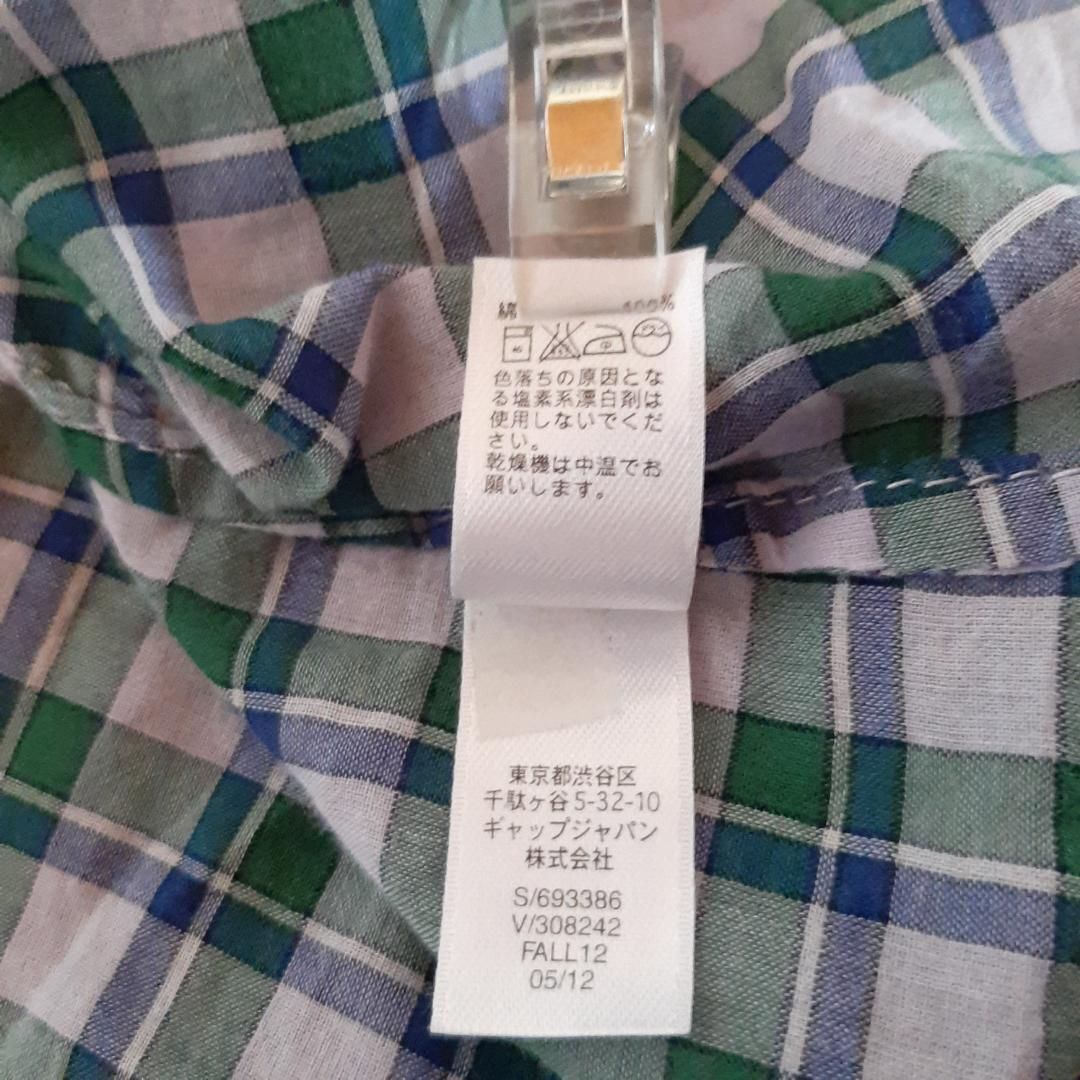 綿 100%
色落ちの原因とな
る塩素系漂白剤は
使用しないでくだ
さい。
乾燥機は中温でお
願いします。
東京都渋谷区
千駄ヶ谷5-32-10
ギャップジャパン
株式会社
S/693386
V/308242
FALL12
05/12